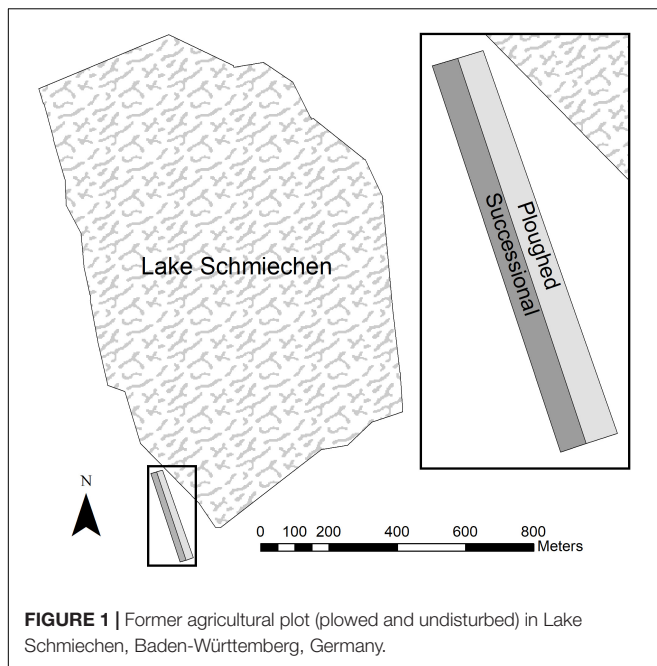 Lake Schmiechen
Successional
Ploughed
N
0 100 200 400 600 800
Meters
FIGURE 1 | Former agricultural plot (plowed and undisturbed) in Lake
Schmiechen, Baden-Württemberg, Germany.